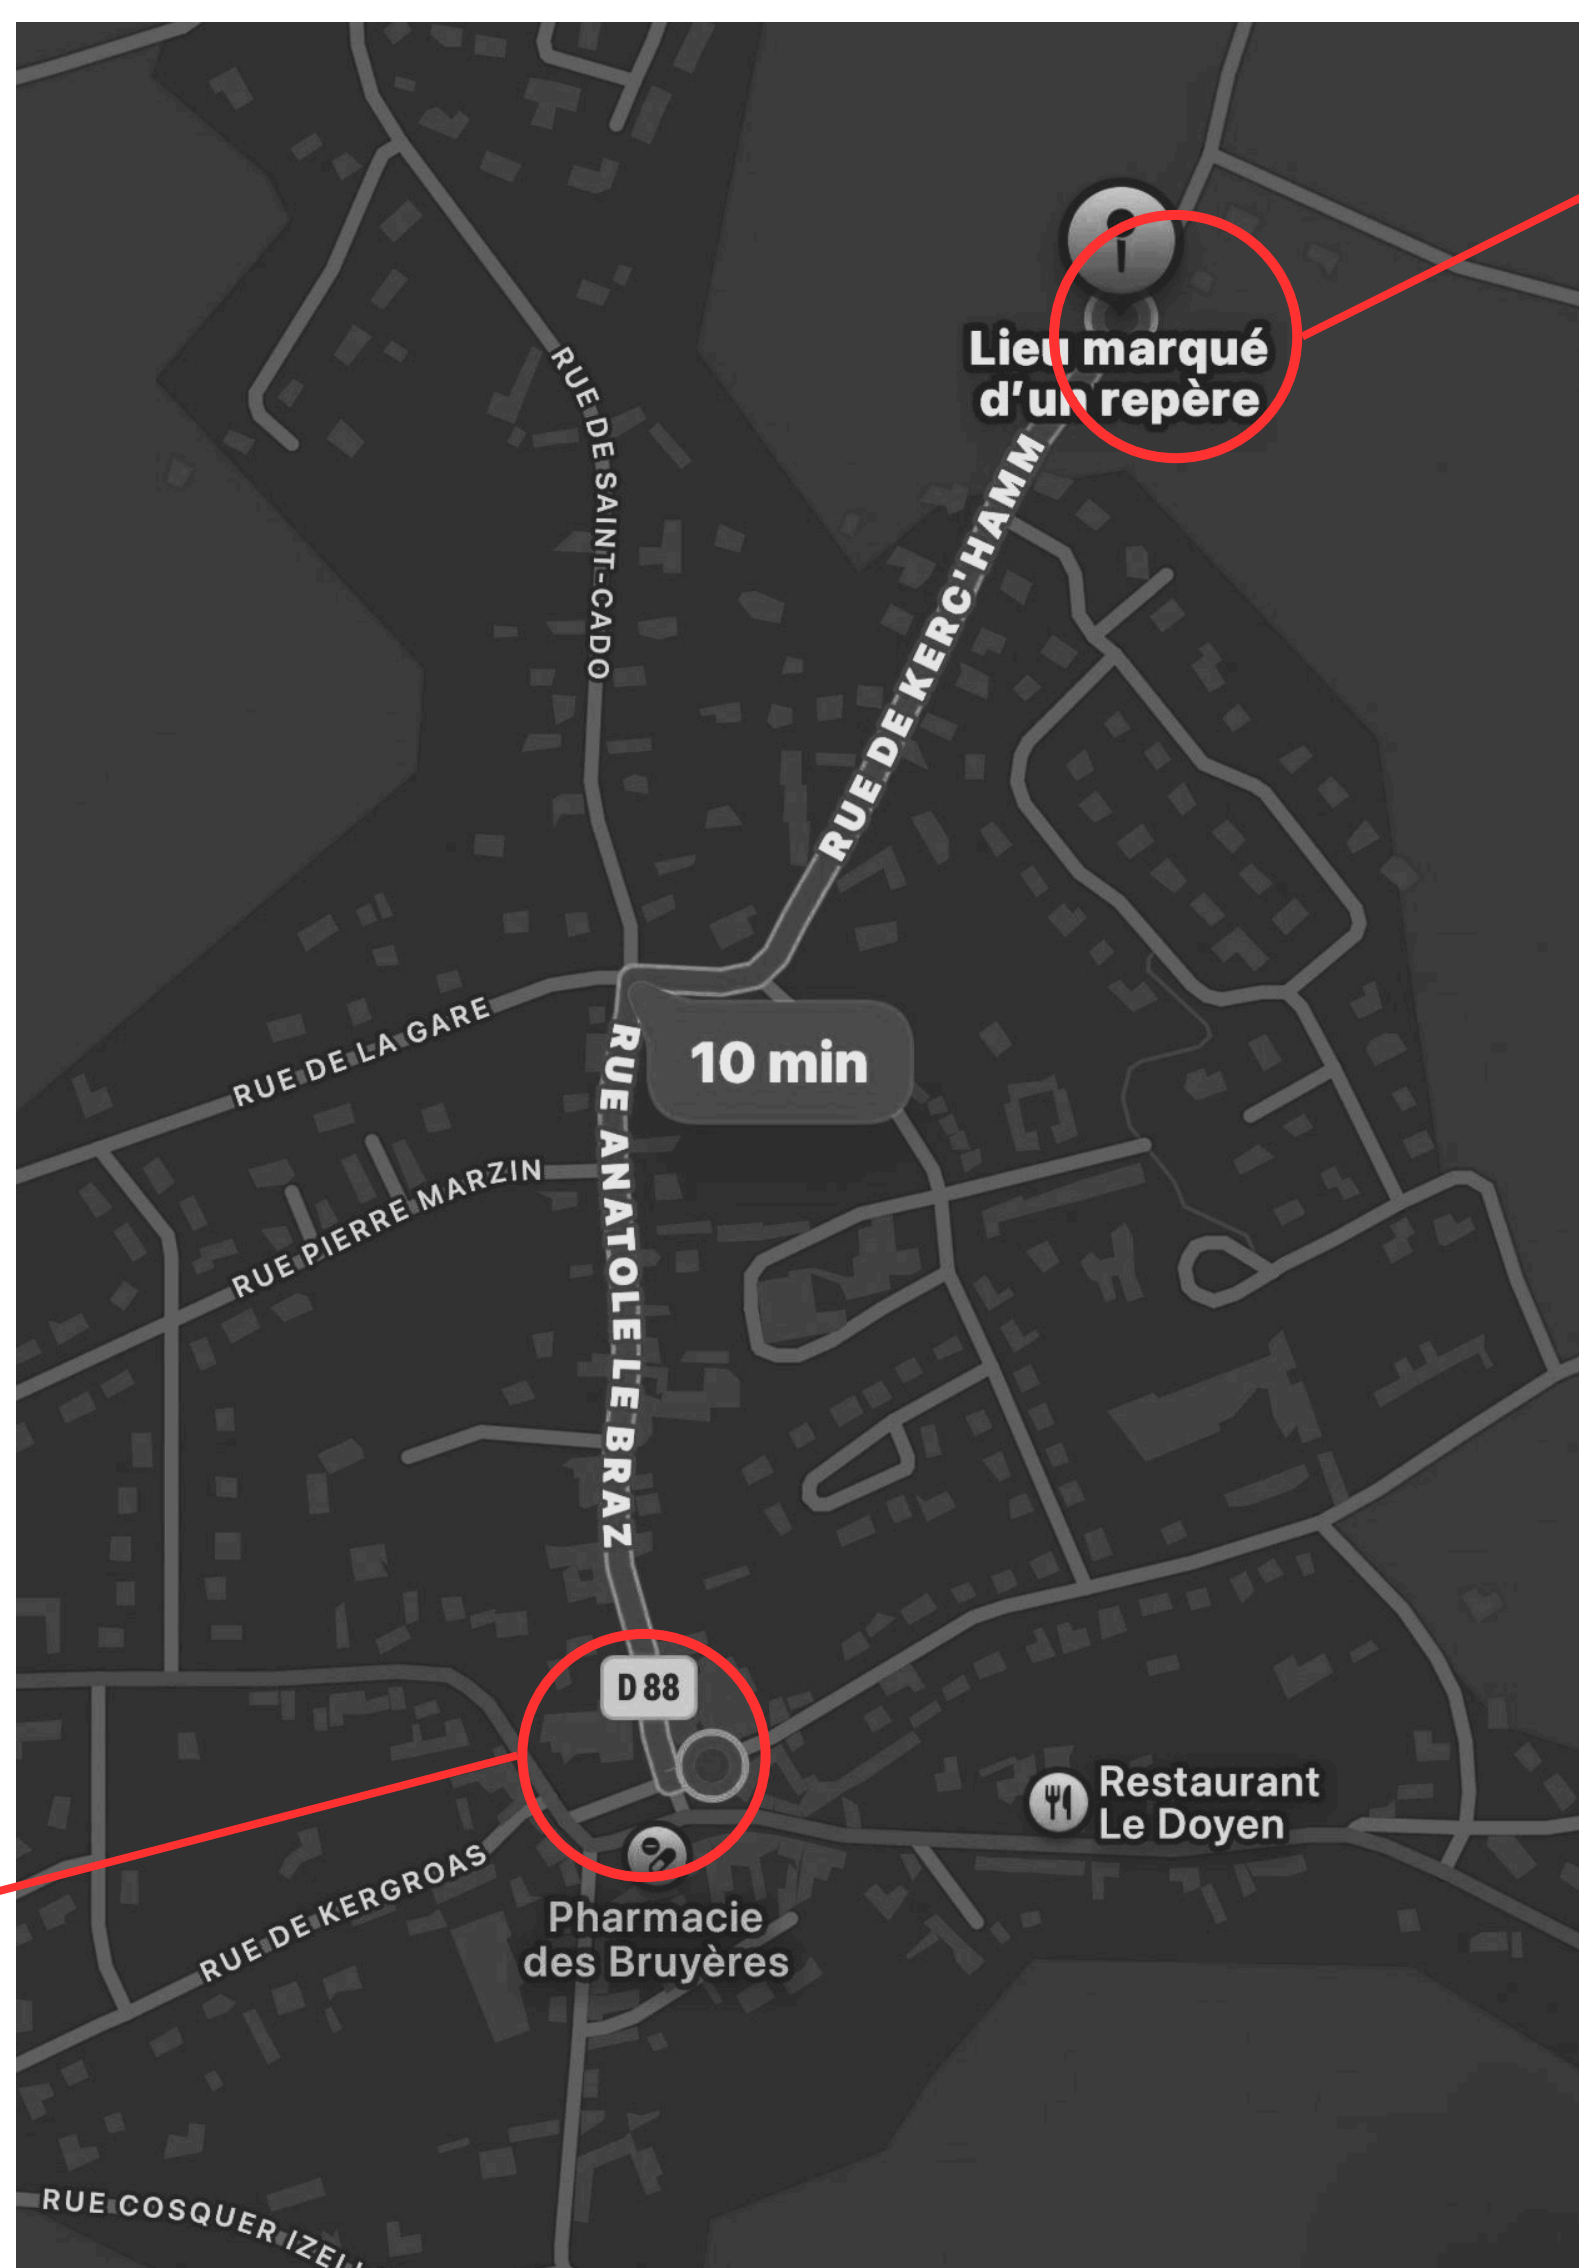 Lieu marqué
d'un repère
RUE DE SAINT-CADO
RUE DE KERC'HAMM
RUE DE LA GARE
10 min
RUE ANATOLE LE BRAZ
RUE PIERRE MARZIN
D 88
Restaurant
Le Doyen
RUE DE KERGROAS
Pharmacie
des Bruyères
RUE COSQUER IZEL